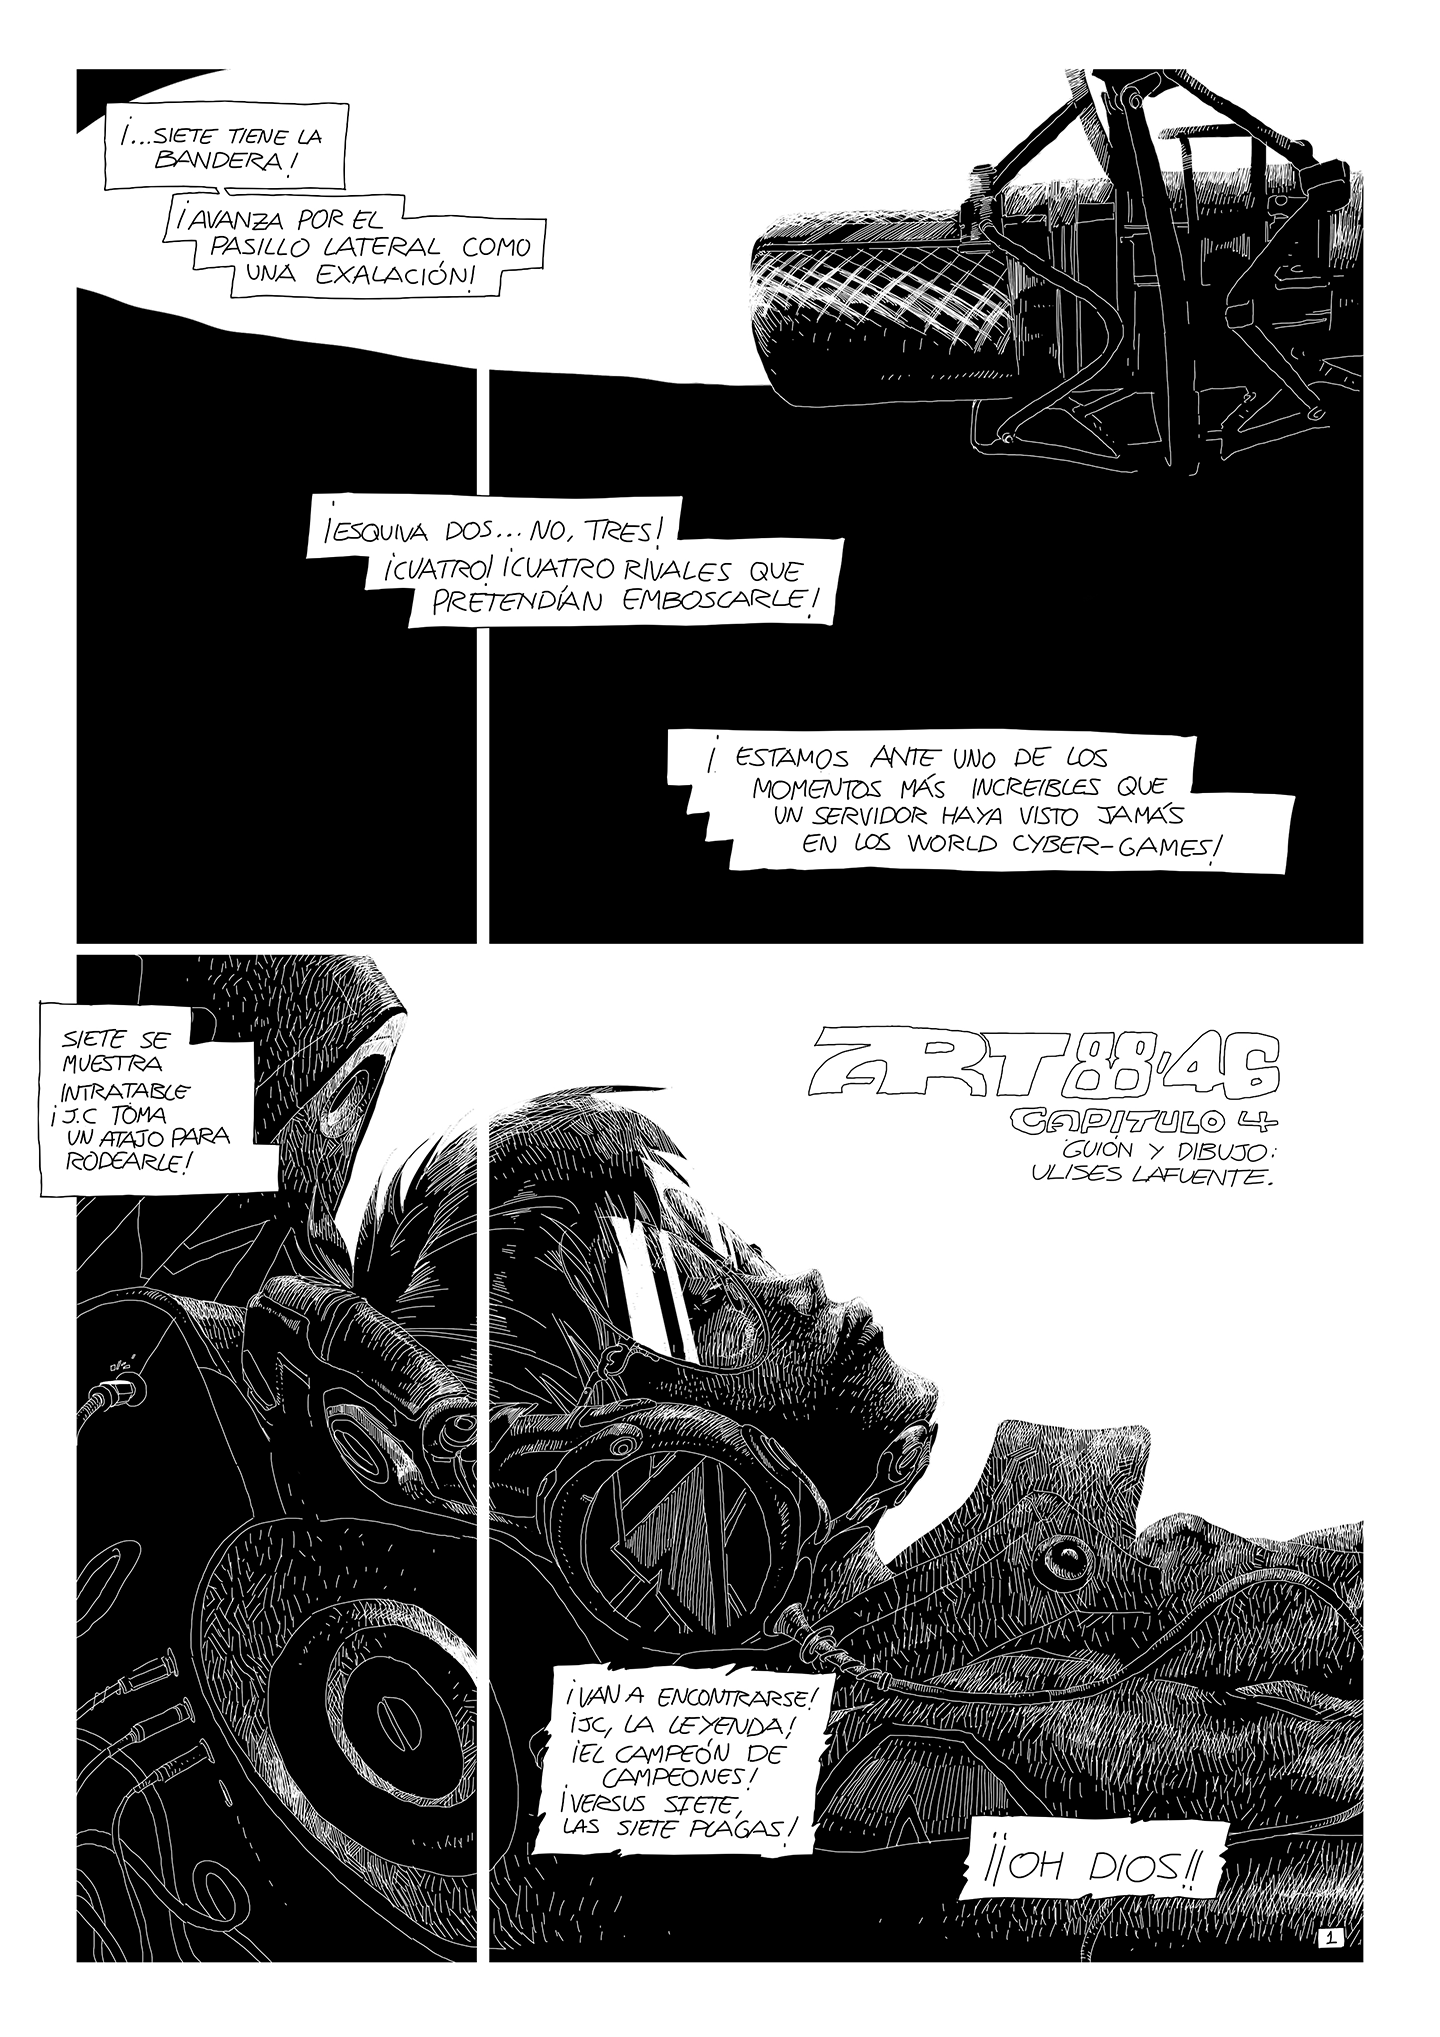 ¡...SIETE TIENE LA
BANDERA!
¡AVANZA POR EL
PASILLO LATERAL COMO
UNA EXALACIÓN!
¡ESQUIVA DOS... NO, TRES!
¡CUATRO! ¡CUATRO RIVALES QUE
PRETENDÍAN EMBOSCARLE!
¡ESTAMOS ANTE UNO DE LOS
MOMENTOS MÁS INCREIBLES QUE
UN SERVIDOR HAYA VISTO JAMÁS
EN LOS WORLD CYBER-GAMES!
SIETE SE
MUESTRA
INTRATABLE
¡J.C TOMA
UN ATAJO PARA
RODEARLE!
ZRT88'46
CAPITULO 4
GUIÓN Y DIBUJO:
ULISES LAFUENTE.
¡VAN A ENCONTRARSE!
¡JC, LA LEYENDA!
¡EL CAMPEÓN DE
CAMPEONES!
¡VERSUS SIETE,
LAS SIETE PLAGAS!
¡¡OH DIOS!!
1